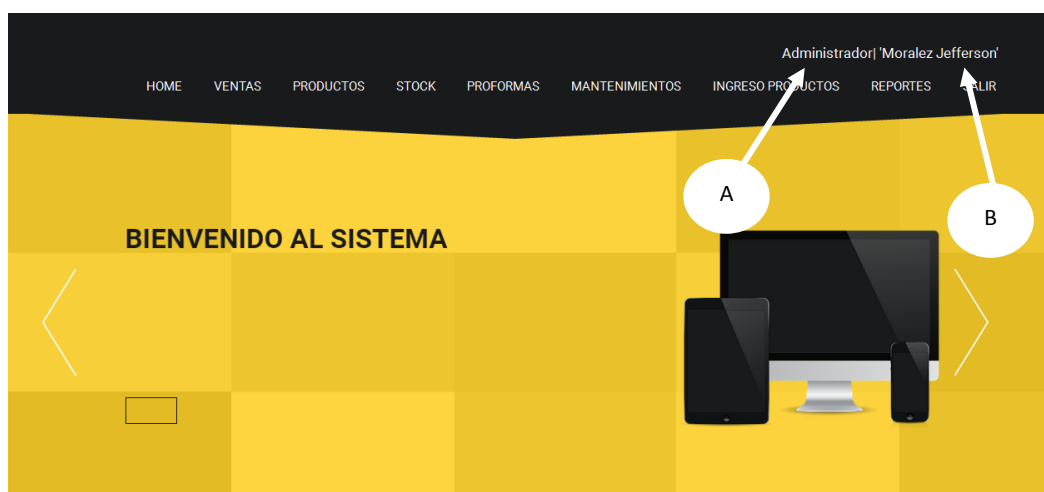 Administrador| 'Moralez Jefferson'
HOME VENTAS PRODUCTOS STOCK PROFORMAS MANTENIMIENTOS INGRESO PRODUCTOS REPORTES SALIR
A
B
BIENVENIDO AL SISTEMA